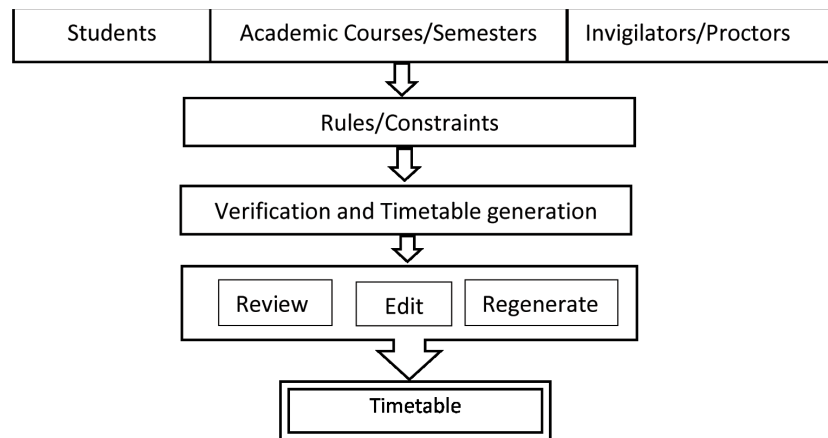 Students
Academic Courses/Semesters
Invigilators/Proctors
Rules/Constraints
Verification and Timetable generation
Review
Edit
Regenerate
Timetable